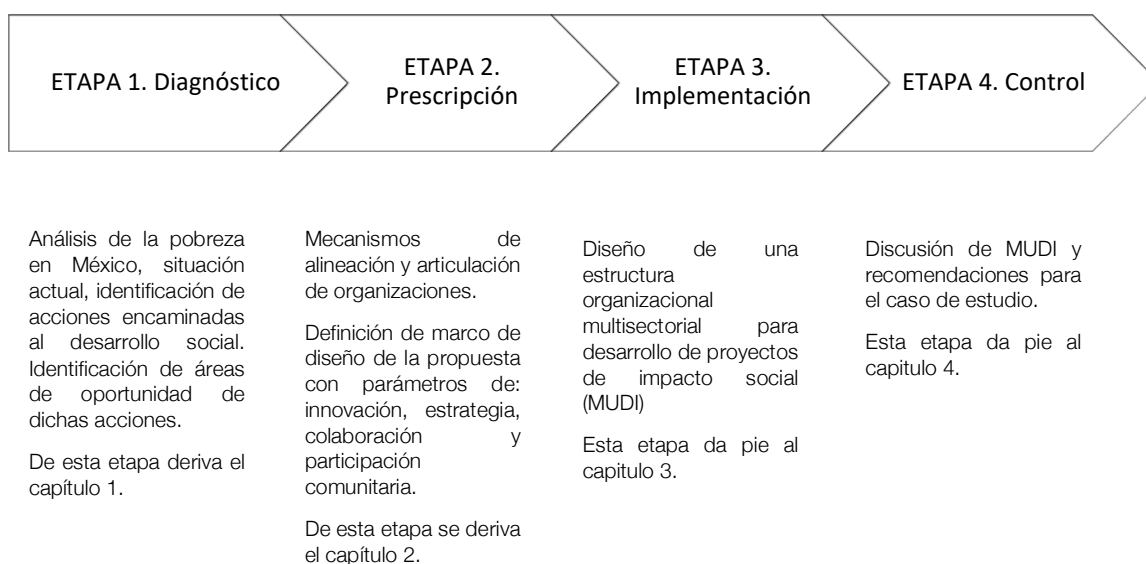 ETAPA 1. Diagnóstico
ETAPA 2.
Prescripción
ETAPA 3.
Implementación
ETAPA 4. Control
Análisis de la pobreza
en México, situación
actual, identificación de
acciones encaminadas
al desarrollo social.
Identificación de áreas
de oportunidad de
dichas acciones.
De esta etapa deriva el
capítulo 1.
Mecanismos de
alineación y articulación
de organizaciones.
Definición de marco de
diseño de la propuesta
con parámetros de:
innovación, estrategia,
colaboración y
participación
comunitaria.
De esta etapa se deriva
el capítulo 2.
Diseño de una
estructura
organizacional
multisectorial para
desarrollo de proyectos
de impacto social
(MUDI)
Esta etapa da pie al
capitulo 3.
Discusión de MUDI y
recomendaciones para
el caso de estudio.
Esta etapa da pie al
capitulo 4.